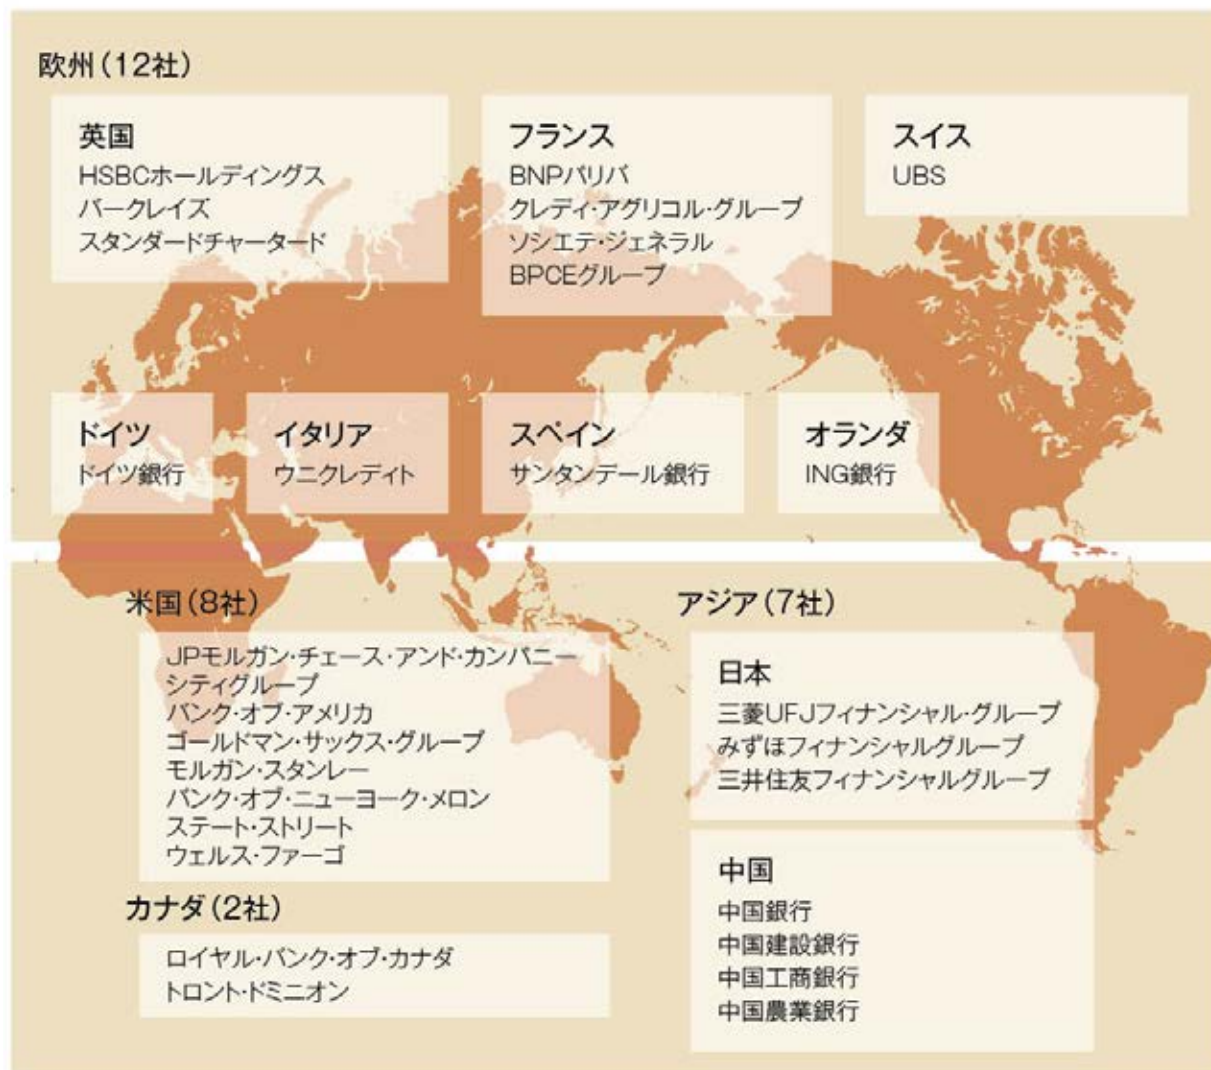 欧州(12社)
英国
HSBCホールディングス
バークレイズ
スタンダードチャータード
フランス
BNPパリバ
クレディ・アグリコル・グループ
ソシエテ・ジェネラル
BPCEグループ
スイス
UBS
ドイツ
ドイツ銀行
イタリア
ウニクレディト
スペイン
サンタンデール銀行
オランダ
ING銀行
米国(8社)
JPモルガン・チェース・アンド・カンパニー
シティグループ
バンク・オブ・アメリカ
ゴールドマン・サックス・グループ
モルガン・スタンレー
バンク・オブ・ニューヨーク・メロン
ステート・ストリート
ウェルス・ファーゴ
カナダ(2社)
ロイヤル・バンク・オブ・カナダ
トロント・ドミニオン
アジア(7社)
日本
三菱UFJフィナンシャル・グループ
みずほフィナンシャルグループ
三井住友フィナンシャルグループ
中国
中国銀行
中国建設銀行
中国工商銀行
中国農業銀行